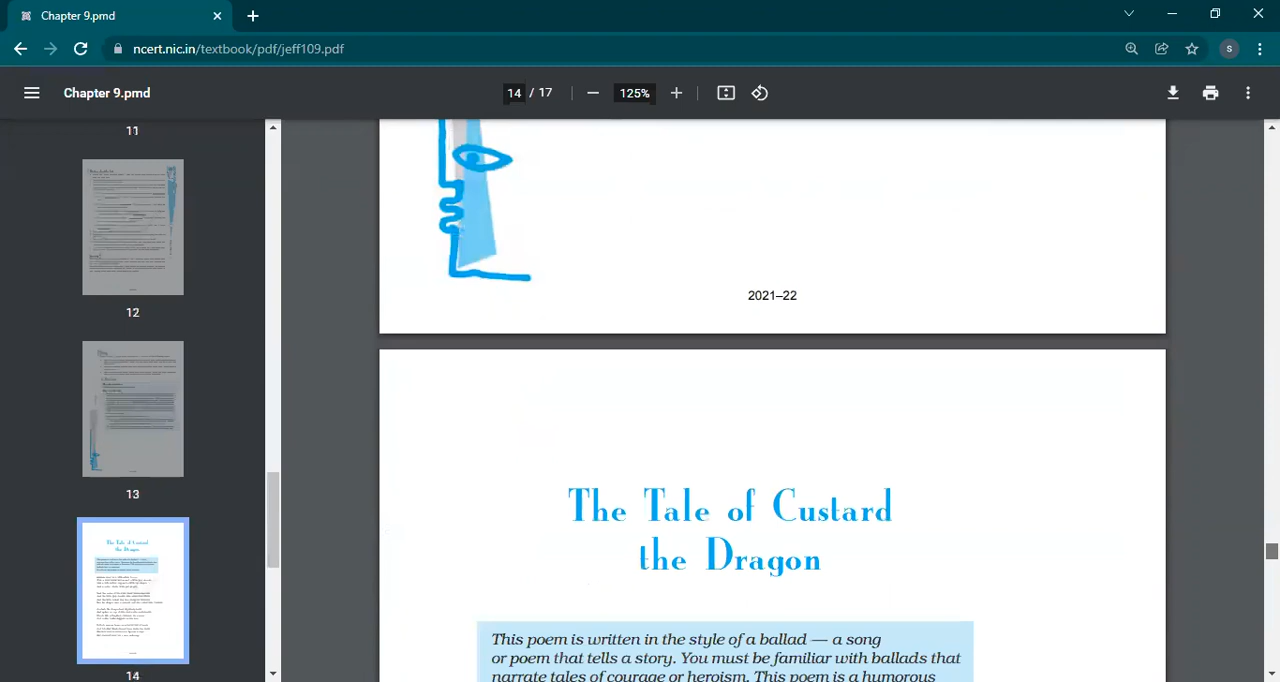 Chapter 9.pmd
ncert.nic.in/textbook/pdf/jeff109.pdf
S
Chapter 9.pmd
14 / 17
125%
11
12
13
14
2021–22
The Tale of Custard
the Dragon
This poem is written in the style of a ballad — a song
or poem that tells a story. You must be familiar with ballads that
narrate tales of courage or heroism. This poem is a humorous